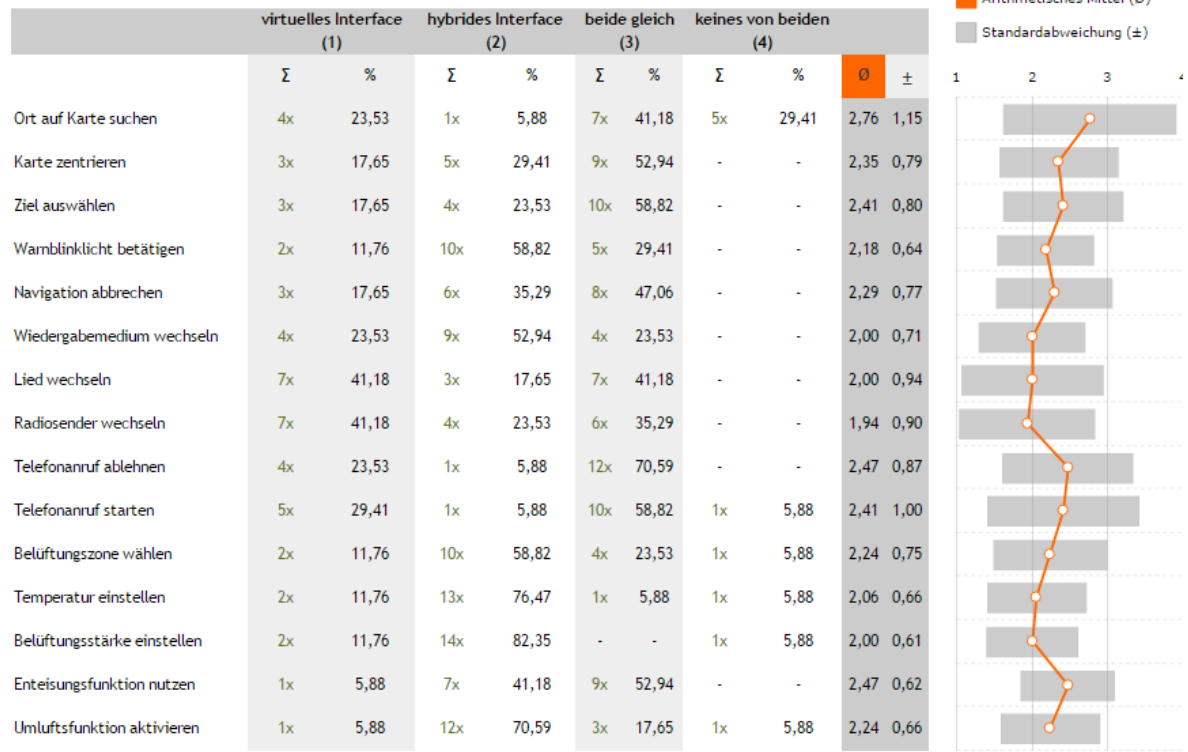 Arithmetisches Mittel (Ø)
virtuelles Interface hybrides Interface beide gleich keines von beiden
(1) (2) (3) (4)
Standardabweichung (±)
Σ % Σ % Σ % Σ % Ø ± 1 2 3 4
Ort auf Karte suchen 4x 23,53 1x 5,88 7x 41,18 5x 29,41 2,76 1,15
Karte zentrieren 3x 17,65 5x 29,41 9x 52,94 - - 2,35 0,79
Ziel auswählen 3x 17,65 4x 23,53 10x 58,82 - - 2,41 0,80
Warnblinklicht betätigen 2x 11,76 10x 58,82 5x 29,41 - - 2,18 0,64
Navigation abbrechen 3x 17,65 6x 35,29 8x 47,06 - - 2,29 0,77
Wiedergabemedium wechseln 4x 23,53 9x 52,94 4x 23,53 - - 2,00 0,71
Lied wechseln 7x 41,18 3x 17,65 7x 41,18 - - 2,00 0,94
Radiosender wechseln 7x 41,18 4x 23,53 6x 35,29 - - 1,94 0,90
Telefonanruf ablehnen 4x 23,53 1x 5,88 12x 70,59 - - 2,47 0,87
Telefonanruf starten 5x 29,41 1x 5,88 10x 58,82 1x 5,88 2,41 1,00
Belüftungszone wählen 2x 11,76 10x 58,82 4x 23,53 1x 5,88 2,24 0,75
Temperatur einstellen 2x 11,76 13x 76,47 1x 5,88 1x 5,88 2,06 0,66
Belüftungsstärke einstellen 2x 11,76 14x 82,35 - - 1x 5,88 2,00 0,61
Enteisungsfunktion nutzen 1x 5,88 7x 41,18 9x 52,94 - - 2,47 0,62
Umluftsfunktion aktivieren 1x 5,88 12x 70,59 3x 17,65 1x 5,88 2,24 0,66